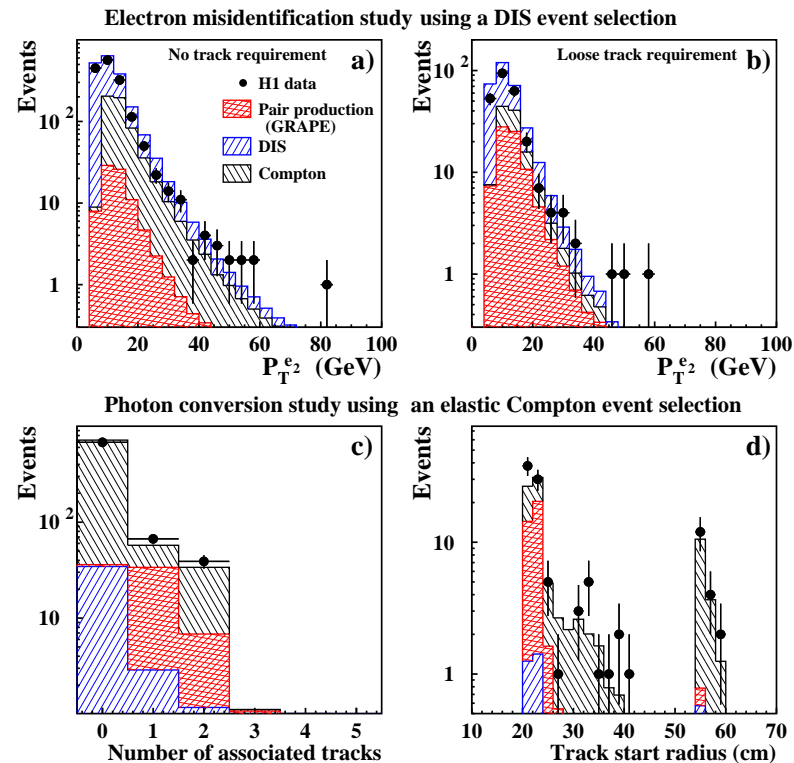 Electron misidentification study using a DIS event selection
Events
No track requirement
a)
H1 data
Pair production
(GRAPE)
DIS
Compton
10²
10
1
0 20 40 60 80 100
P_T^{e_2} (GeV)
Events
Loose track requirement
b)
10²
10
1
0 20 40 60 80 100
P_T^{e_2} (GeV)
Photon conversion study using an elastic Compton event selection
Events
c)
10²
10
0 1 2 3 4 5
Number of associated tracks
Events
d)
10
1
10 20 30 40 50 60 70
Track start radius (cm)